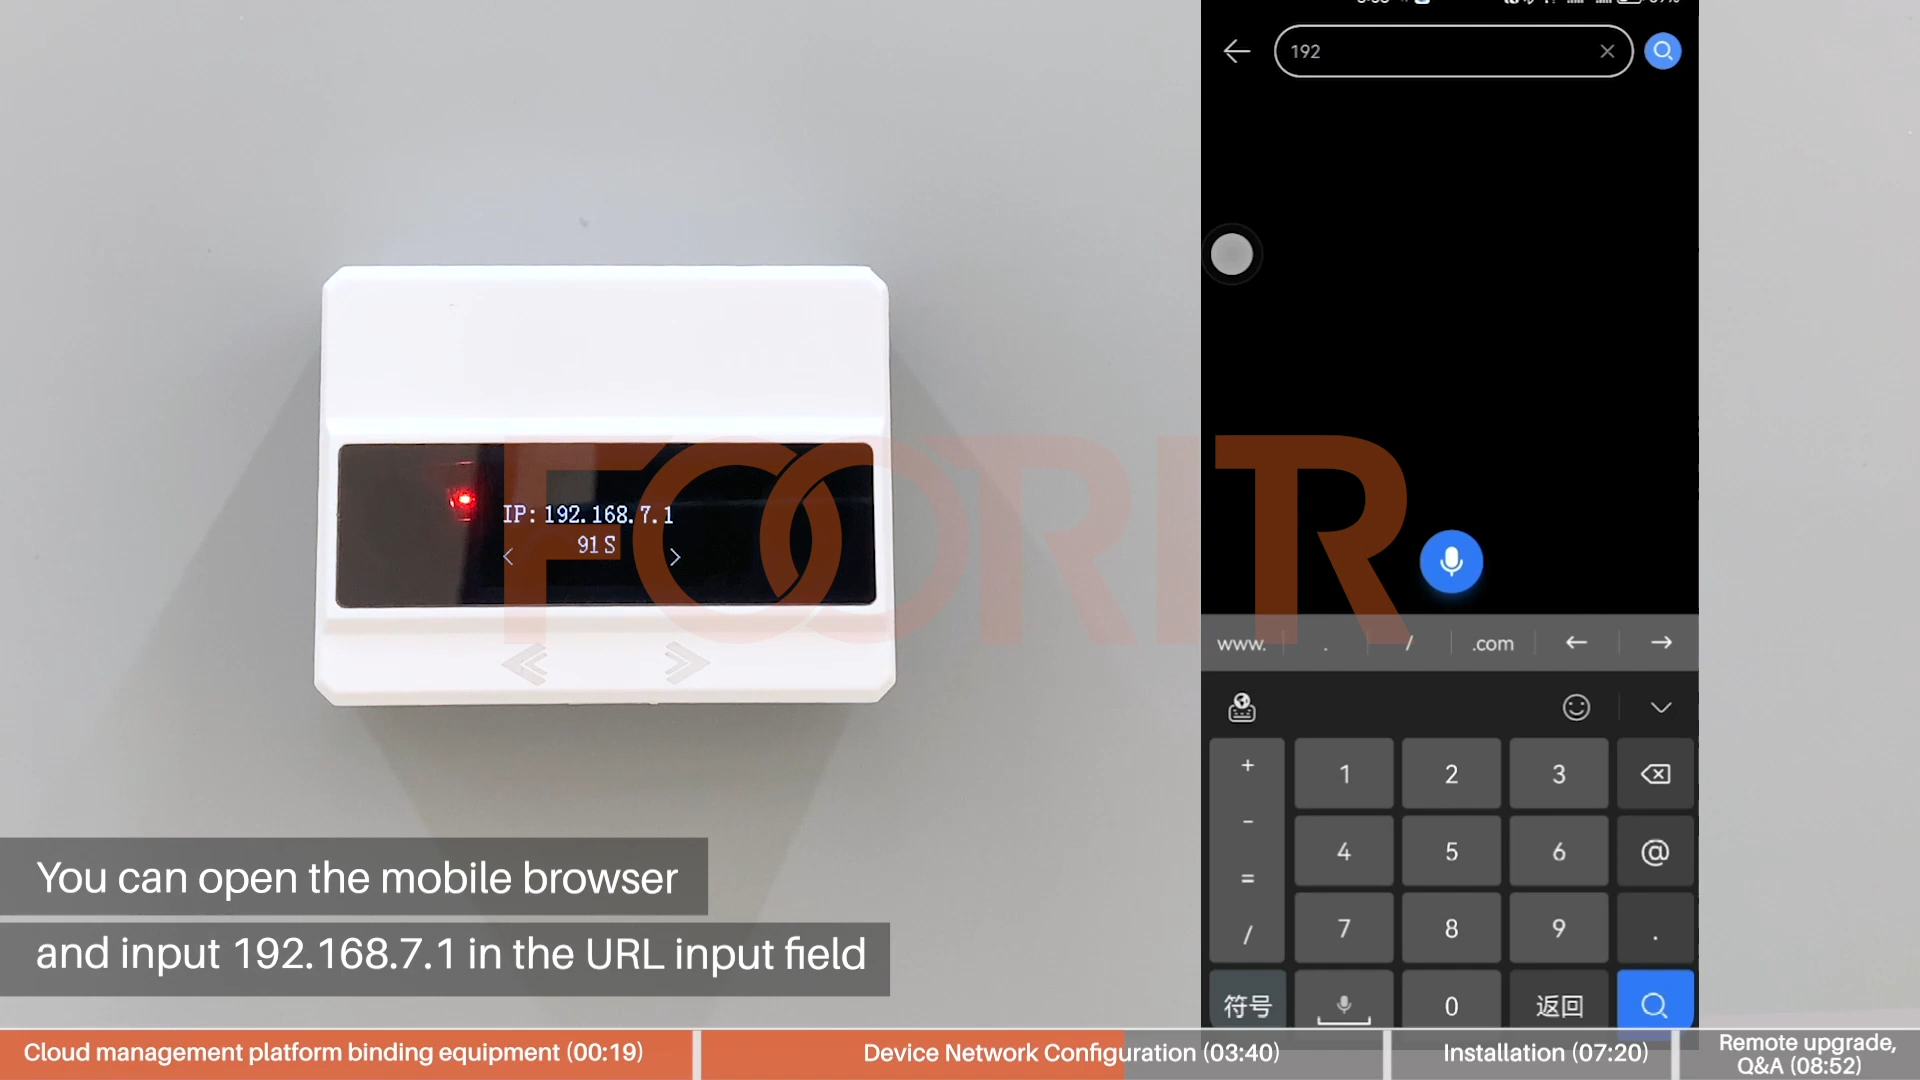 192
IP: 192.168.7.1
91S
FOORIR
www.
.
/
.com
+
1
2
3
-
4
5
6
@
=
7
8
9
.
/
符号
0
返回
You can open the mobile browser
and input 192.168.7.1 in the URL input field
Cloud management platform binding equipment (00:19)
Device Network Configuration (03:40)
Installation (07:20)
Remote upgrade,
Q&A (08:52)